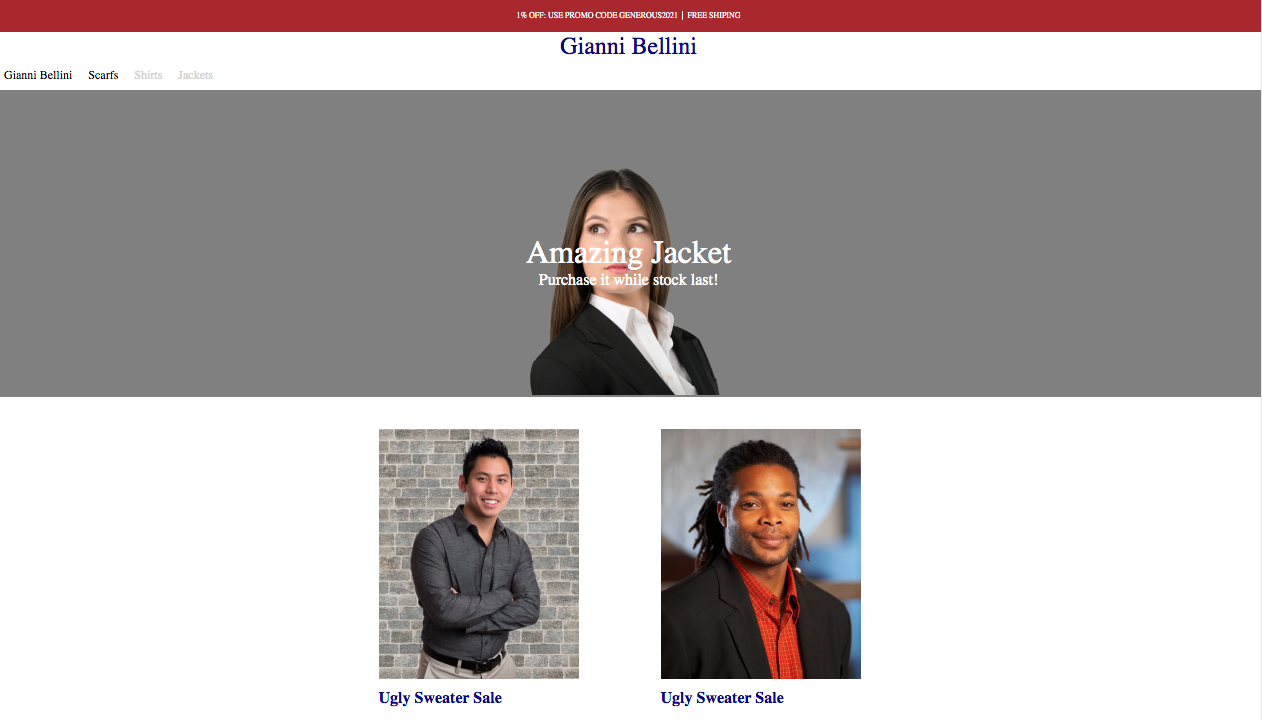 1% OFF: USE PROMO CODE GENEROUS2021 | FREE SHIPING
Gianni Bellini
Gianni Bellini Scarfs Shirts Jackets
Amazing Jacket
Purchase it while stock last!
Ugly Sweater Sale Ugly Sweater Sale